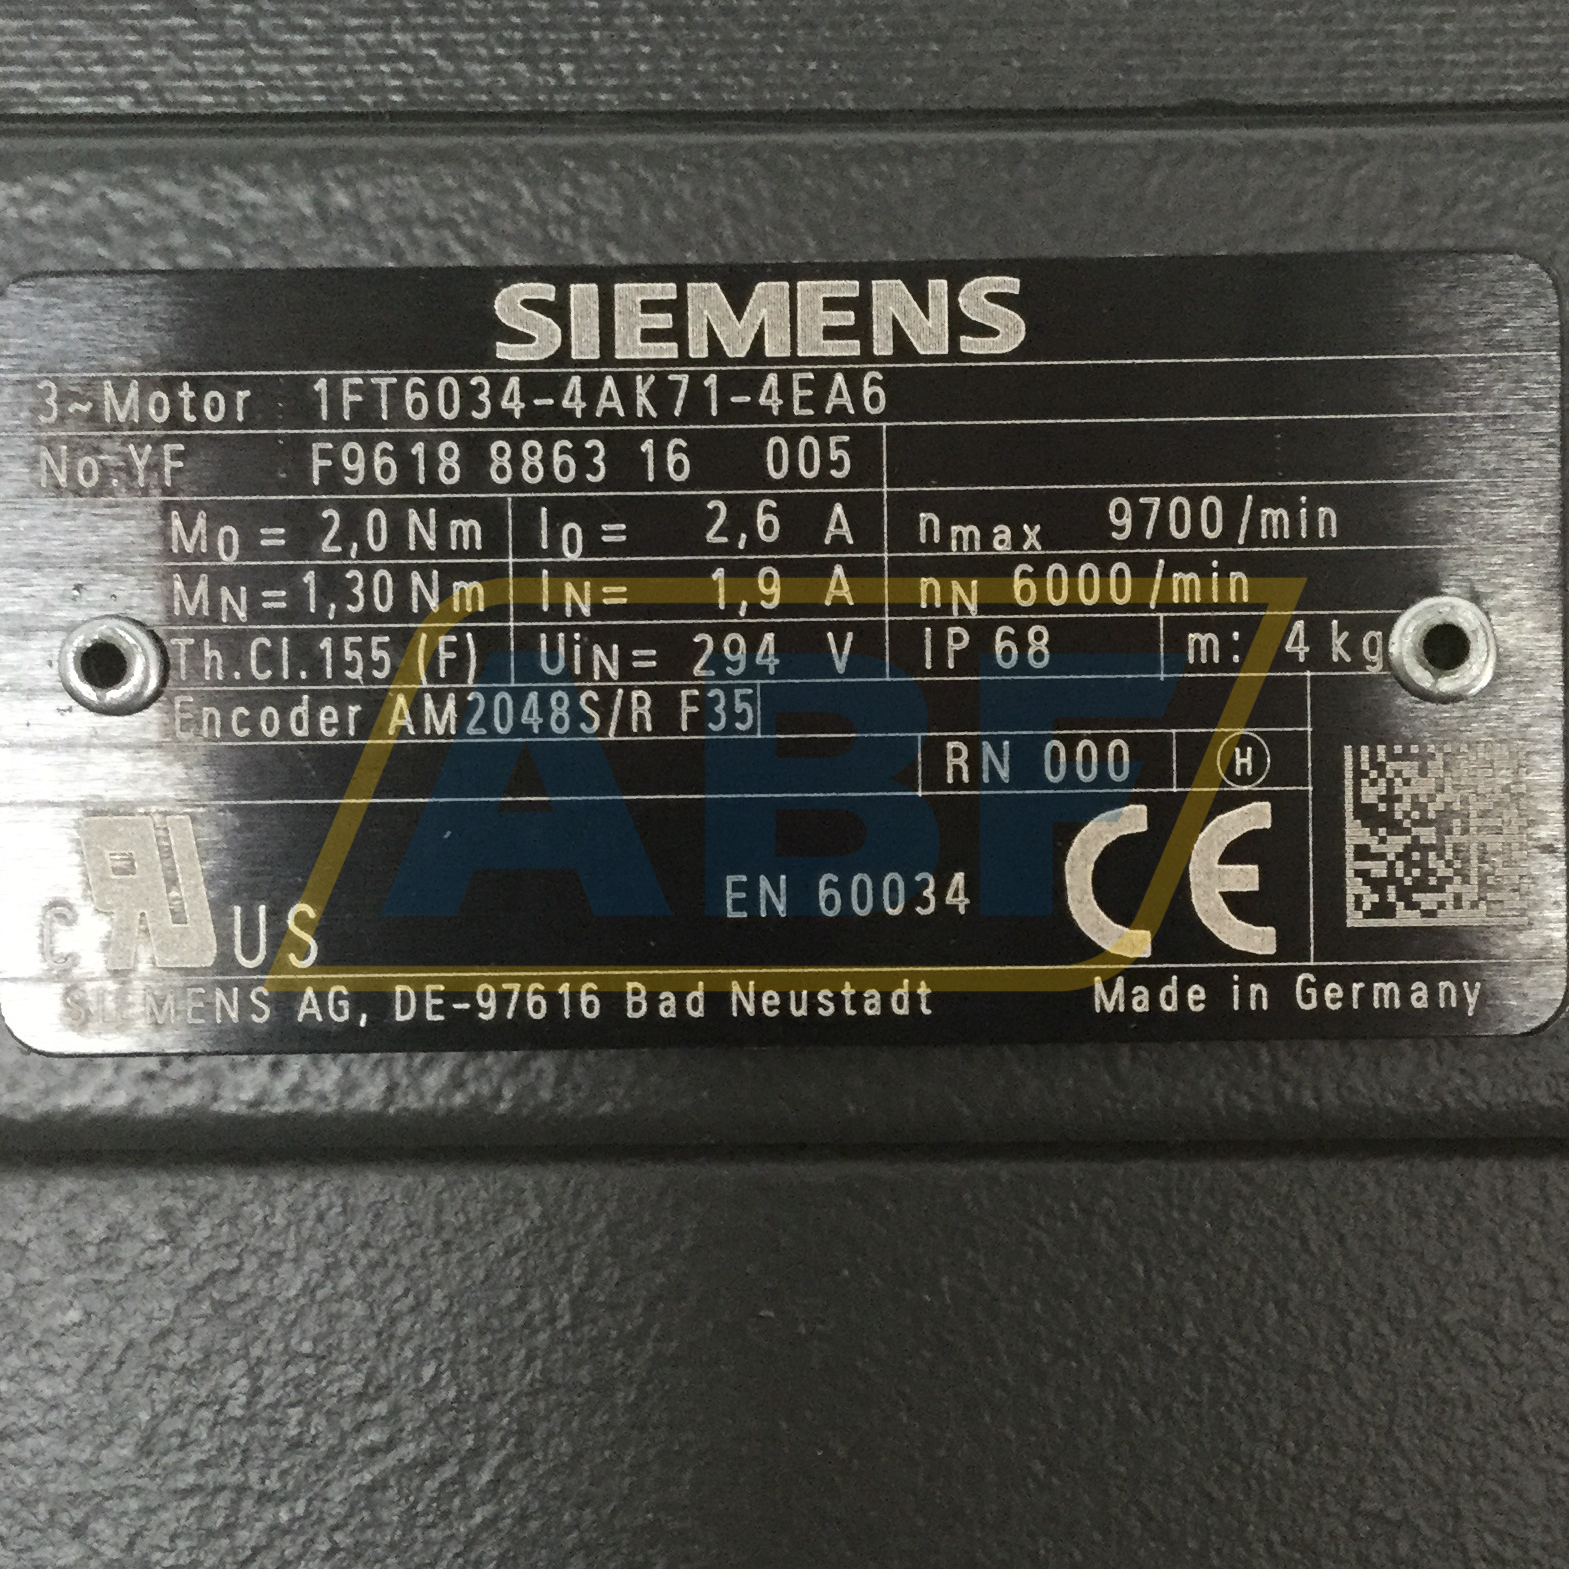 SIEMENS
3~Motor 1FT6034-4AK71-4EA6
No.YF F9618 8863 16 005
M0 = 2,0 Nm I0 = 2,6 A nmax 9700/min
MN =1,30 Nm IN= 1,9 A nN 6000/min
Th.Cl.155 (F) UiN= 294 V IP 68 m: 4 kg
Encoder AM2048S/R F35
RN 000 H
C RU US EN 60034 CE
SIEMENS AG, DE-97616 Bad Neustadt Made in Germany
ABF